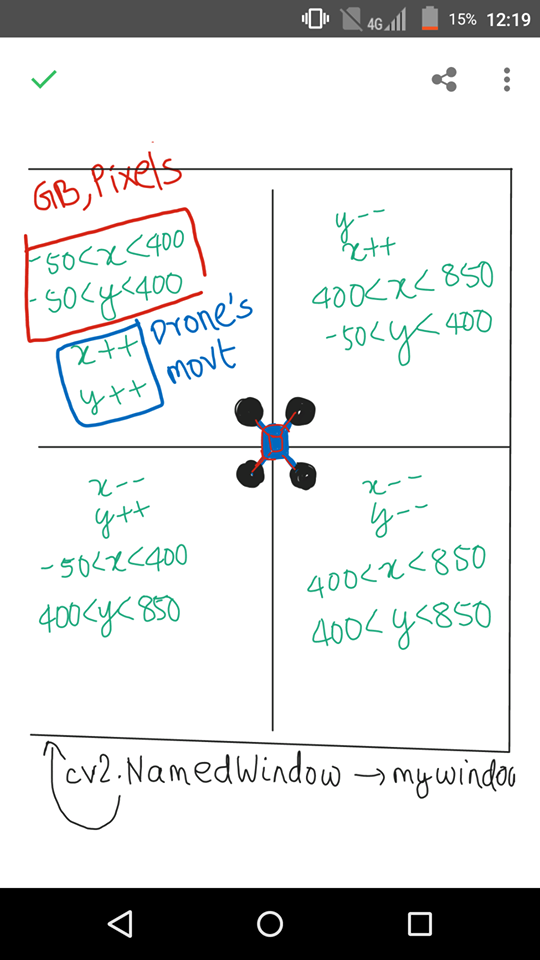 4G 15% 12:19
GB, Pixels
-50<x<400
-50<y<400
x++
y++
Drone's
movt
y--
x++
400<x<850
-50<y<400
x--
y++
-50<x<400
400<y<850
x--
y--
400<x<850
400<y<850
cv2.NamedWindow → mywindow